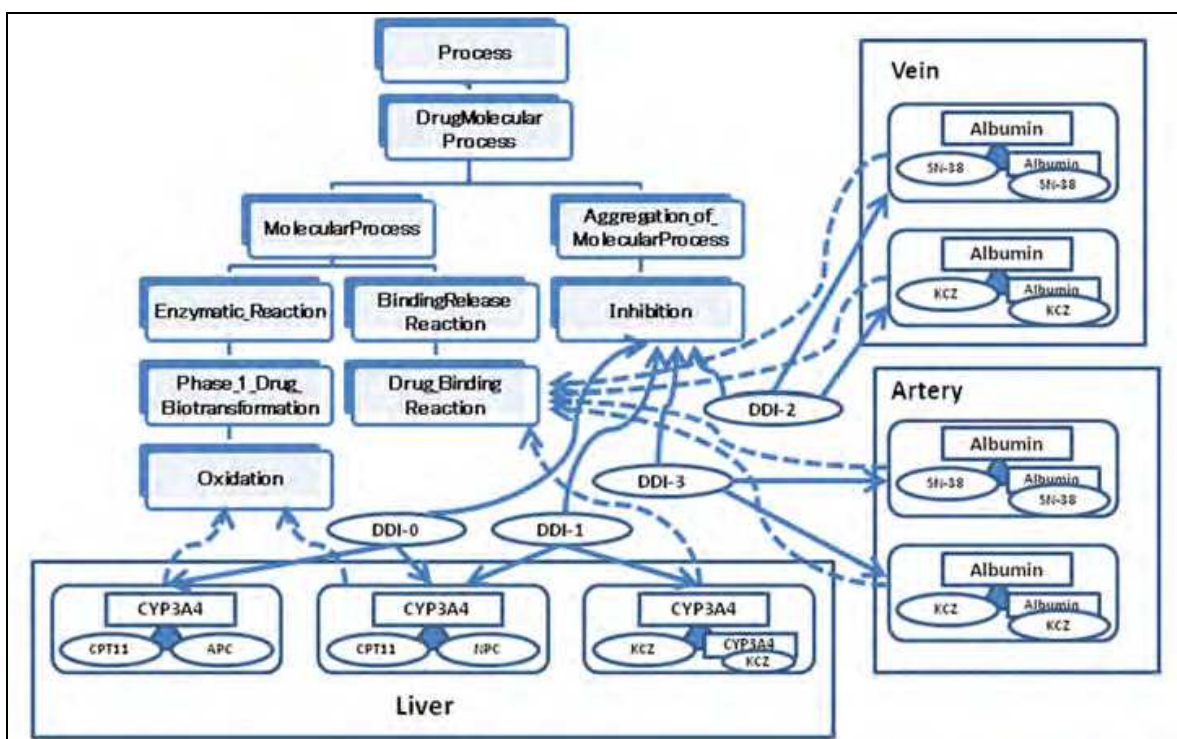 Process
DrugMolecular
Process
MolecularProcess
Aggregation_of_
MolecularProcess
Enzymatic_Reaction
BindingRelease
Reaction
Inhibition
Phase_1_Drug_
Biotransformation
Drug_Binding
Reaction
Oxidation
DDI-0
DDI-1
DDI-2
DDI-3
Vein
Albumin
SN-38
Albumin
SN-38
Albumin
KCZ
Albumin
KCZ
Artery
Albumin
SN-38
Albumin
SN-38
Albumin
KCZ
Albumin
KCZ
CYP3A4
CPT11
APC
CYP3A4
CPT11
NPC
CYP3A4
KCZ
CYP3A4
KCZ
Liver